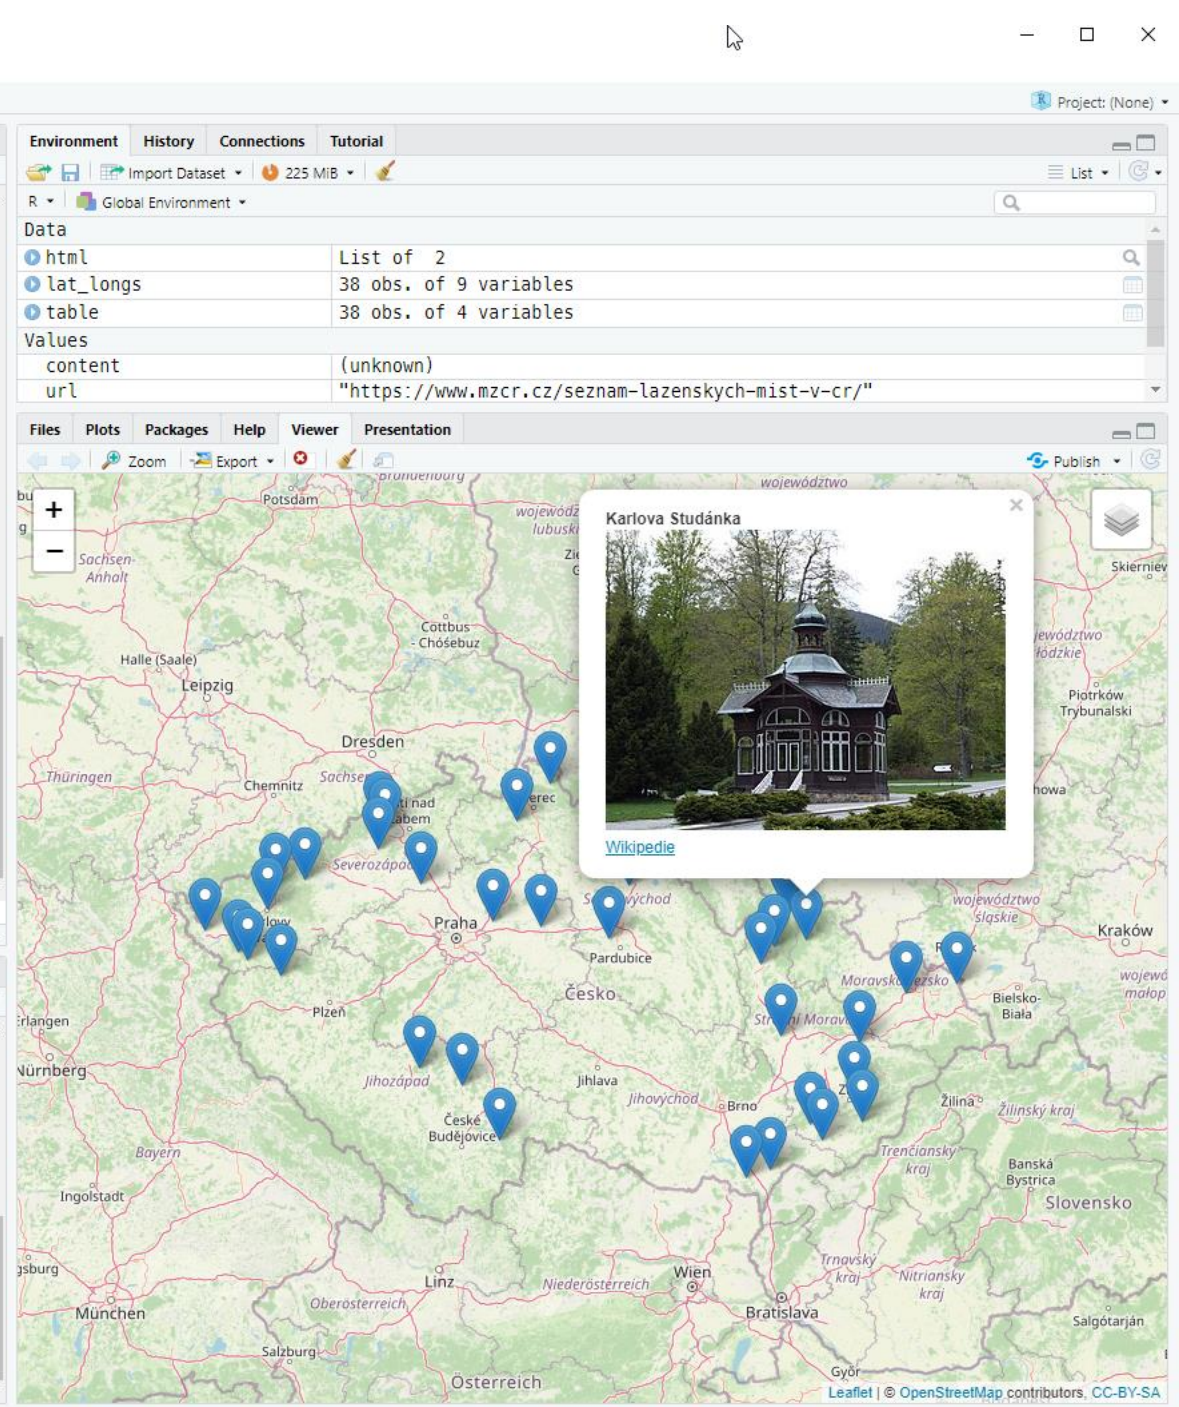 Project: (None)
Environment History Connections Tutorial
Import Dataset 225 MiB List
R Global Environment
Data
html List of 2
lat_longs 38 obs. of 9 variables
table 38 obs. of 4 variables
Values
content (unknown)
url "https://www.mzcr.cz/seznam-lazenskych-mist-v-cr/"
Files Plots Packages Help Viewer Presentation
Zoom Export Publish
Brandenburg
województwo
Potsdam
+
−
Karlova Studánka
Wikipedie
Sachsen-
Anhalt
Skierniew
Cottbus
- Chóśebuz
Halle (Saale)
Leipzig
łódzkie
Piotrków
Trybunalski
Dresden
Thüringen
Chemnitz
Praha
Pardubice
województwo
śląskie
Kraków
Česko
Plzeň
Bielsko-
Biała
Nürnberg
Jihozápad
Jihlava
Jihovýchod
Brno
Žilina
Žilinský kraj
České
Budějovice
Bayern
Trenčiansky
kraj
Banská
Bystrica
Ingolstadt
Slovensko
Linz
Niederösterreich
Wien
Trnavský
kraj
Nitriansky
kraj
München
Oberösterreich
Bratislava
Salgótarján
Salzburg
Győr
Österreich
Leaflet | © OpenStreetMap contributors, CC-BY-SA